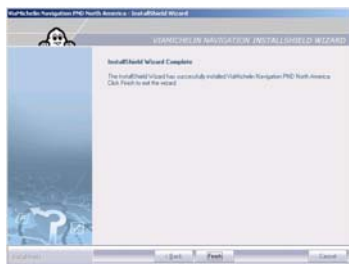 ViaMichelin Navigation PND North America - InstallShield Wizard
VIAMICHELIN NAVIGATION INSTALLSHIELD WIZARD
InstallShield Wizard Complete
The InstallShield Wizard has successfully installed ViaMichelin Navigation PND North America.
Click Finish to exit the wizard.
InstallShield
< Back
Finish
Cancel